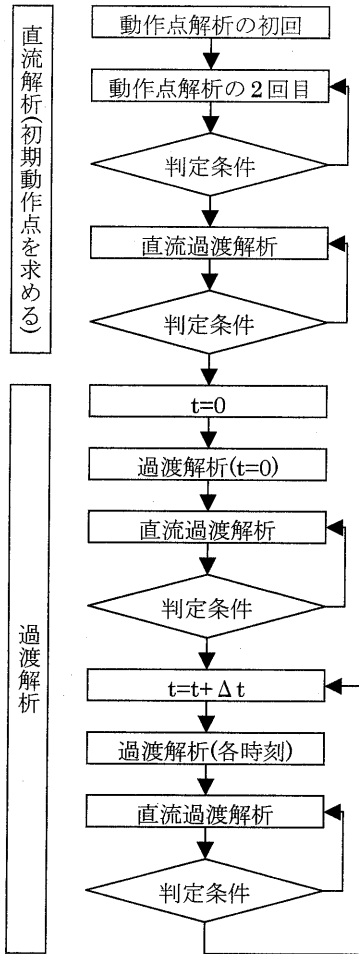 直流解析(初期動作点を求める)
動作点解析の初回
動作点解析の2回目
判定条件
直流過渡解析
判定条件
過渡解析
t=0
過渡解析(t=0)
直流過渡解析
判定条件
t=t+Δt
過渡解析(各時刻)
直流過渡解析
判定条件